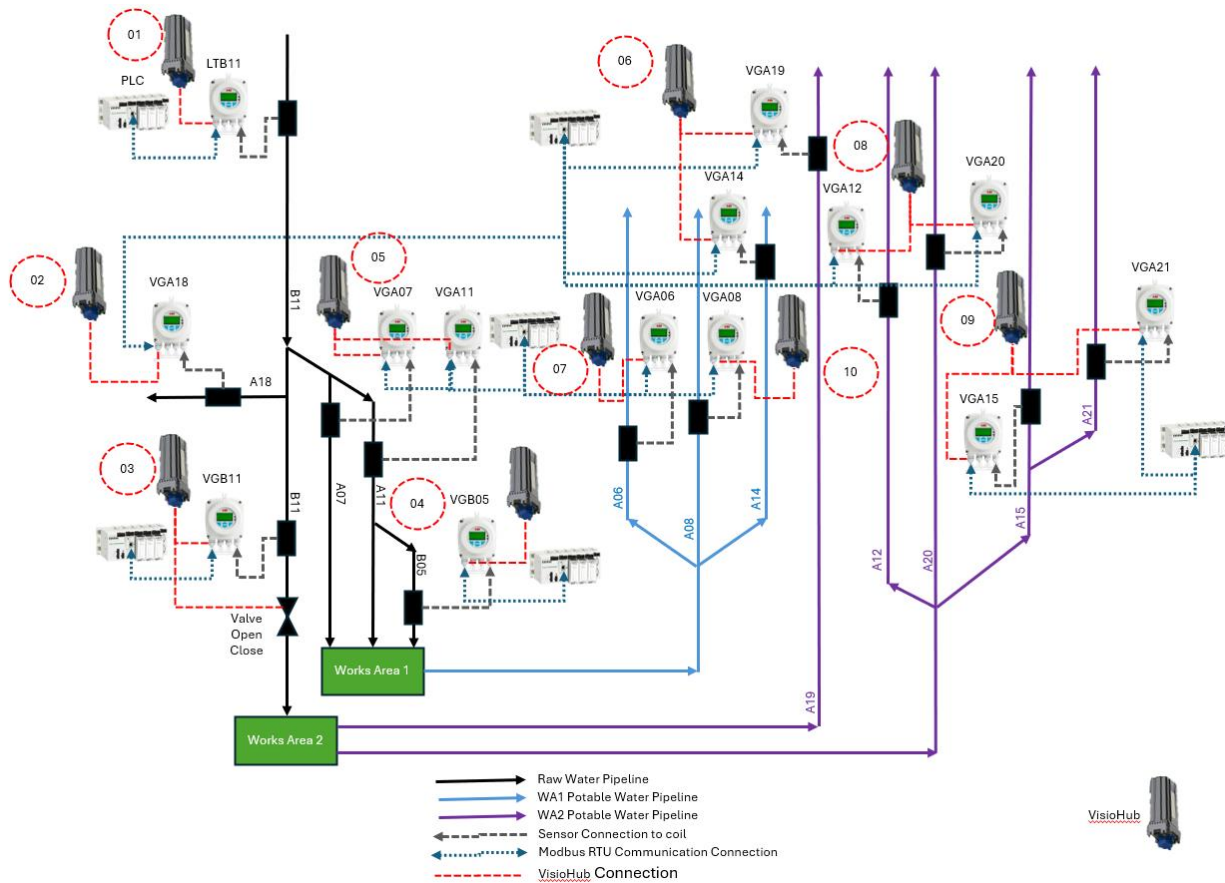 01
PLC
LTB11
06
VGA19
08
VGA20
VGA14
VGA12
02
VGA18
05
VGA07
VGA11
B11
07
VGA06
VGA08
10
09
VGA21
A18
VGA15
A21
03
VGB11
B11
A07
A11
04
VGB05
A06
A08
A14
A12
A20
A15
B05
Valve
Open
Close
Works Area 1
A19
Works Area 2
Raw Water Pipeline
WA1 Potable Water Pipeline
WA2 Potable Water Pipeline
Sensor Connection to coil
Modbus RTU Communication Connection
VisioHub Connection
VisioHub